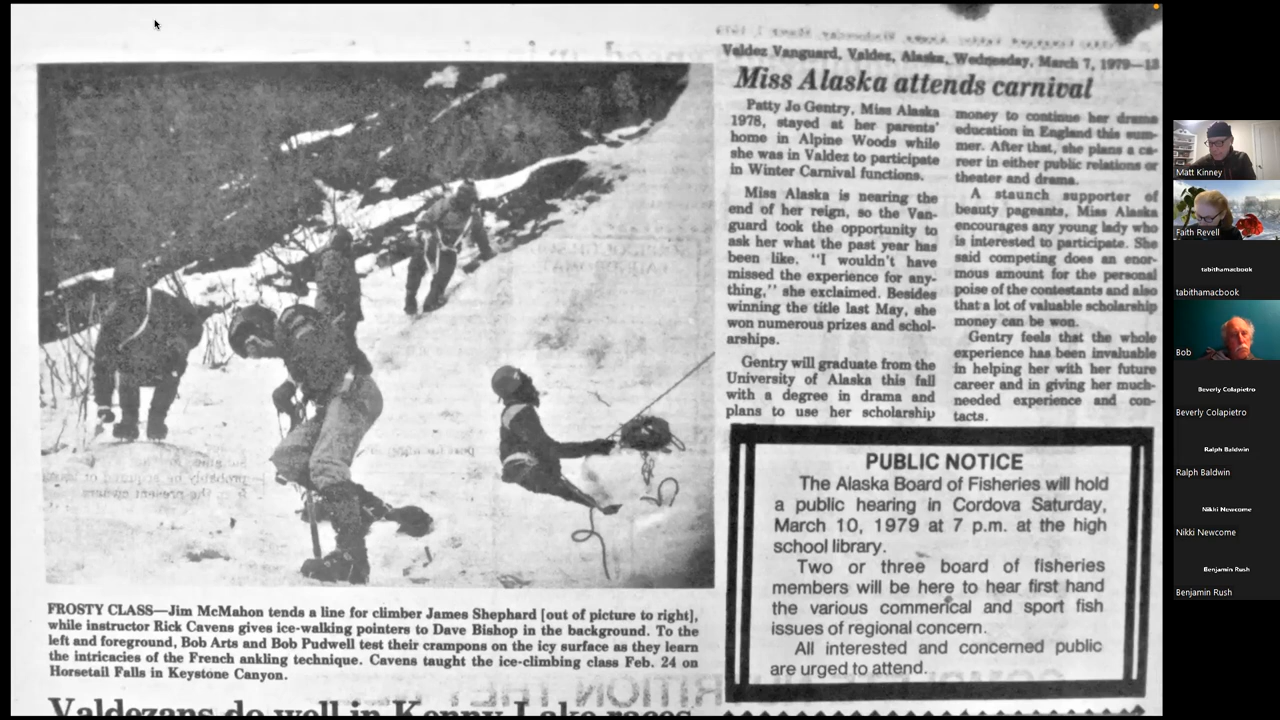 Valdez Vanguard, Valdez, Alaska, Wednesday, March 7, 1979—13
Miss Alaska attends carnival
Patty Jo Gentry, Miss Alaska
1978, stayed at her parents'
home in Alpine Woods while
she was in Valdez to participate
in Winter Carnival functions.
Miss Alaska is nearing the
end of her reign, so the Van-
guard took the opportunity to
ask her what the past year has
been like. "I wouldn't have
missed the experience for any-
thing," she exclaimed. Besides
winning the title last May, she
won numerous prizes and schol-
arships.
Gentry will graduate from the
University of Alaska this fall
with a degree in drama and
plans to use her scholarship
money to continue her drama
education in England this sum-
mer. After that, she plans a ca-
reer in either public relations or
theater and drama.
A staunch supporter of
beauty pageants, Miss Alaska
encourages any young lady who
is interested to participate. She
said competing does an enor-
mous amount for the personal
poise of the contestants and also
that a lot of valuable scholarship
money can be won.
Gentry feels that the whole
experience has been invaluable
in helping her with her future
career and in giving her much-
needed experience and con-
tacts.
PUBLIC NOTICE
The Alaska Board of Fisheries will hold
a public hearing in Cordova Saturday,
March 10, 1979 at 7 p.m. at the high
school library.
Two or three board of fisheries
members will be here to hear first hand
the various commerical and sport fish
issues of regional concern.
All interested and concerned public
are urged to attend.
FROSTY CLASS—Jim McMahon tends a line for climber James Shephard [out of picture to right],
while instructor Rick Cavens gives ice-walking pointers to Dave Bishop in the background. To the
left and foreground, Bob Arts and Bob Pudwell test their crampons on the icy surface as they learn
the intricacies of the French ankling technique. Cavens taught the ice-climbing class Feb. 24 on
Horsetail Falls in Keystone Canyon.
Valdezans do well in Kenny Lake races
Matt Kinney
Faith Revell
tabithamacbook
tabithamacbook
Bob
Beverly Colapietro
Beverly Colapietro
Ralph Baldwin
Ralph Baldwin
Nikki Newcome
Nikki Newcome
Benjamin Rush
Benjamin Rush